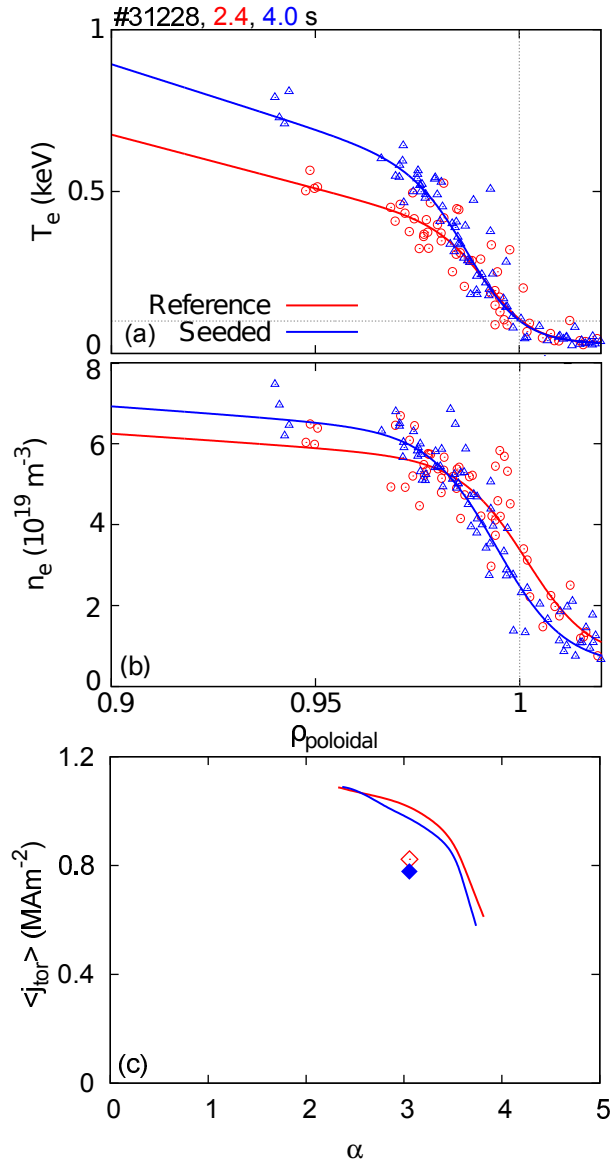 #31228, 2.4, 4.0 s
1
0.5
0
T_e (keV)
Reference
Seeded
(a)
8
6
4
2
0
n_e (10^19 m^-3)
(b)
0.9 0.95 1
ρ_poloidal
1.2
0.8
0.4
0
<j_tor> (MAm^-2)
(c)
0 1 2 3 4 5
α